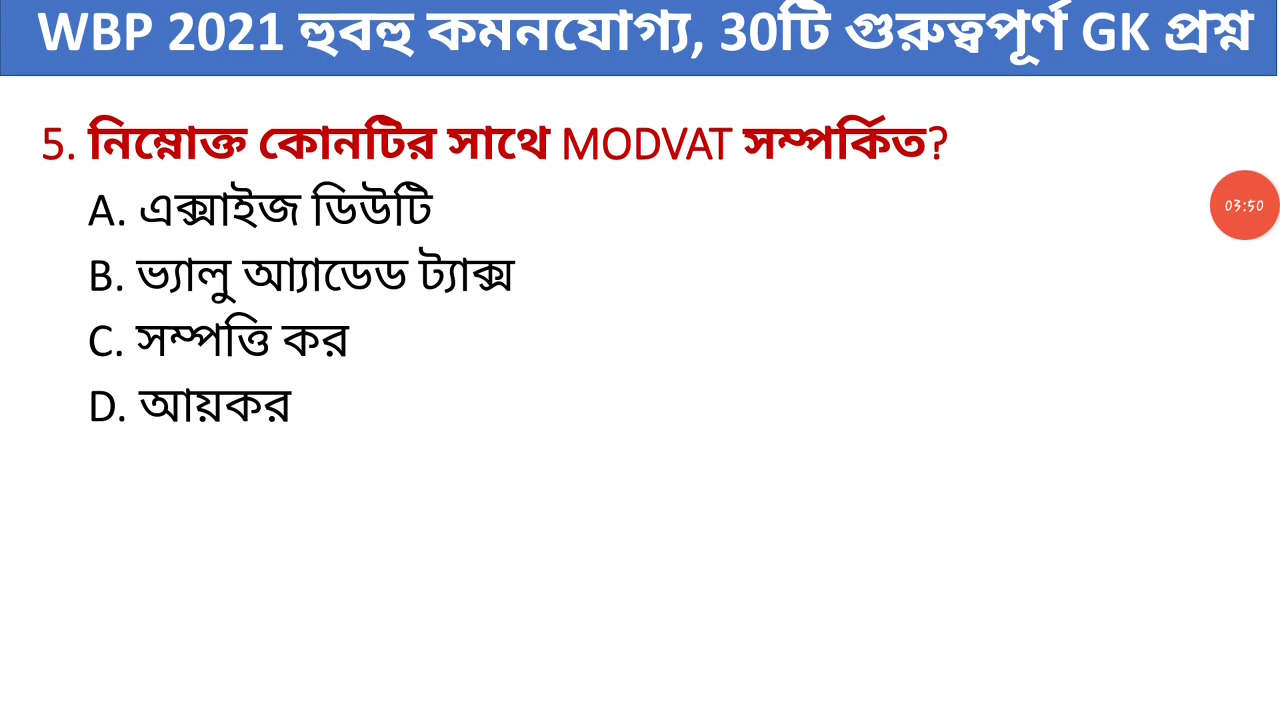 WBP 2021 হুবহু কমনযোগ্য, 30টি গুরুত্বপূর্ণ GK প্রশ্ন
5. নিম্নোক্ত কোনটির সাথে MODVAT সম্পর্কিত?
A. এক্সাইজ ডিউটি
03:50
B. ভ্যালু আ্যাডেড ট্যাক্স
C. সম্পত্তি কর
D. আয়কর